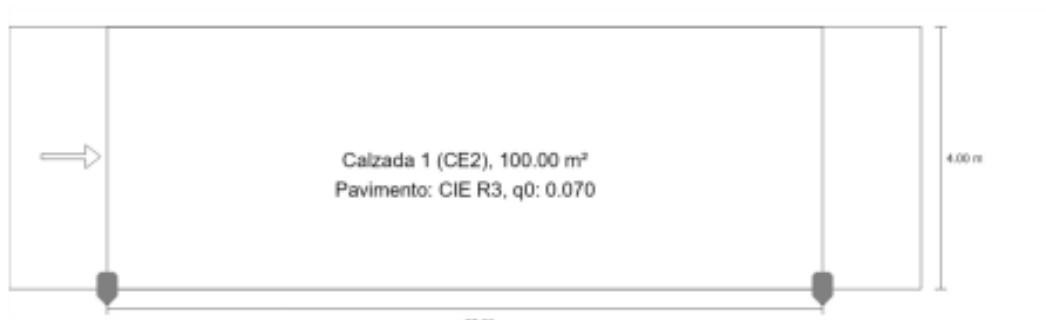 Calzada 1 (CE2), 100.00 m²
Pavimento: CIE R3, q0: 0.070
4.00 m